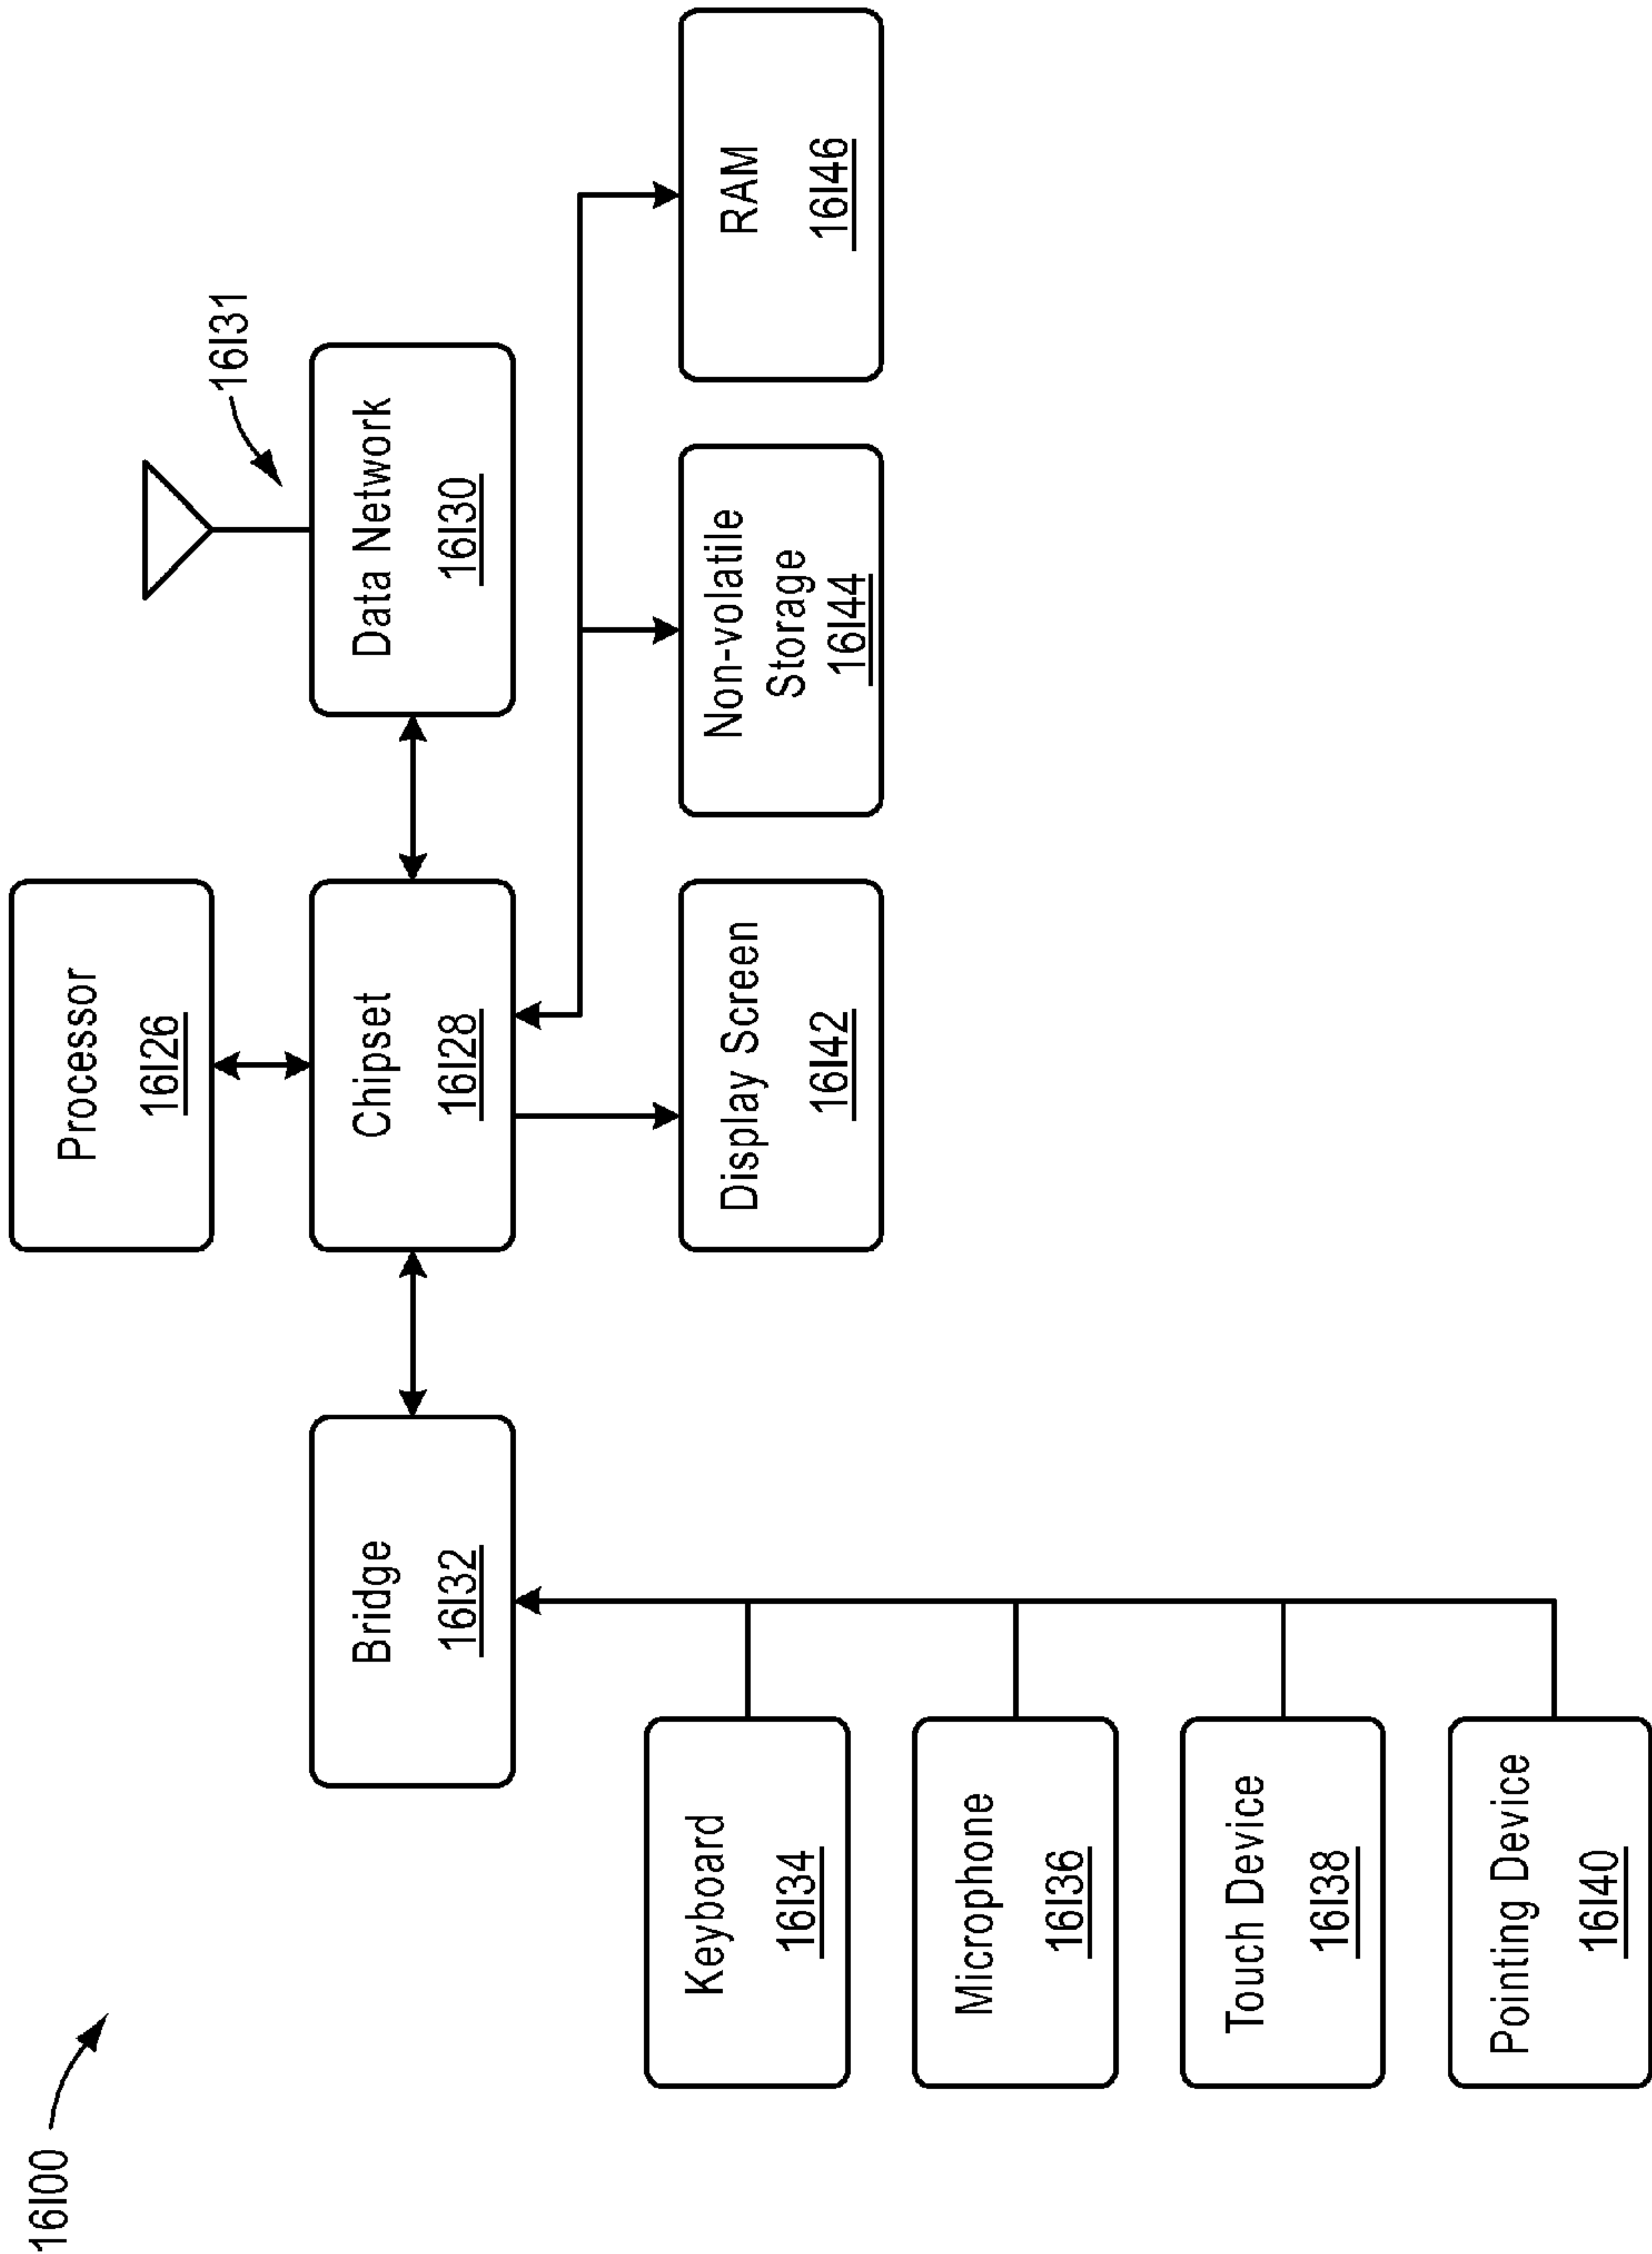 16I00
Processor
16I26
16I31
Bridge
16I32
Chipset
16I28
Data Network
16I30
Keyboard
16I34
Display Screen
16I42
Non-volatile
Storage
16I44
RAM
16I46
Microphone
16I36
Touch Device
16I38
Pointing Device
16I40